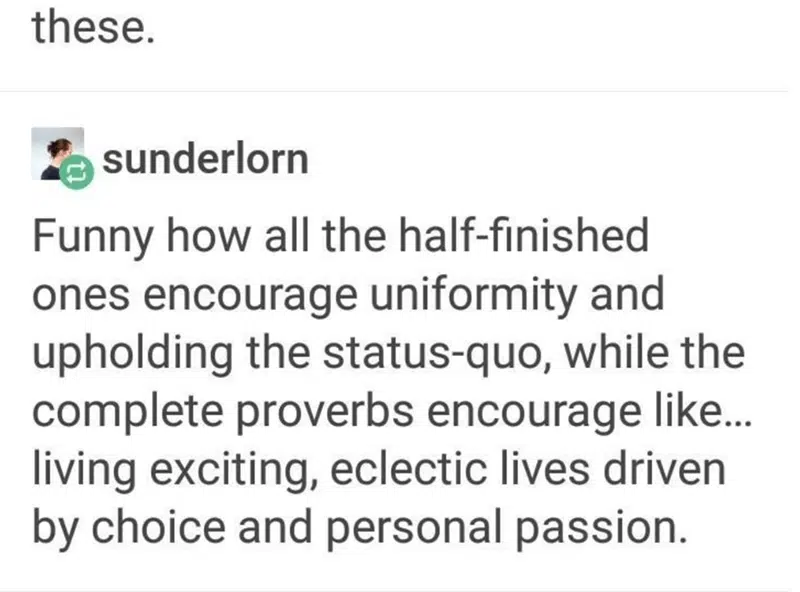 these.
sunderlorn
Funny how all the half-finished
ones encourage uniformity and
upholding the status-quo, while the
complete proverbs encourage like...
living exciting, eclectic lives driven
by choice and personal passion.